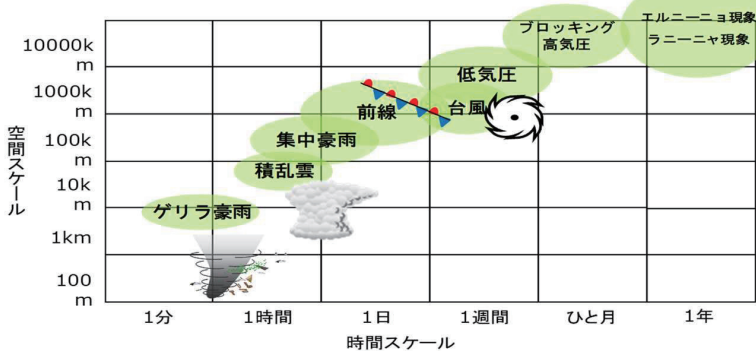 エルニーニョ現象
ラニーニャ現象
ブロッキング
高気圧
低気圧
台風
前線
集中豪雨
積乱雲
ゲリラ豪雨
空間スケール
10000k
m
1000k
m
100k
m
10k
m
1km
100
m
1分
1時間
1日
1週間
ひと月
1年
時間スケール